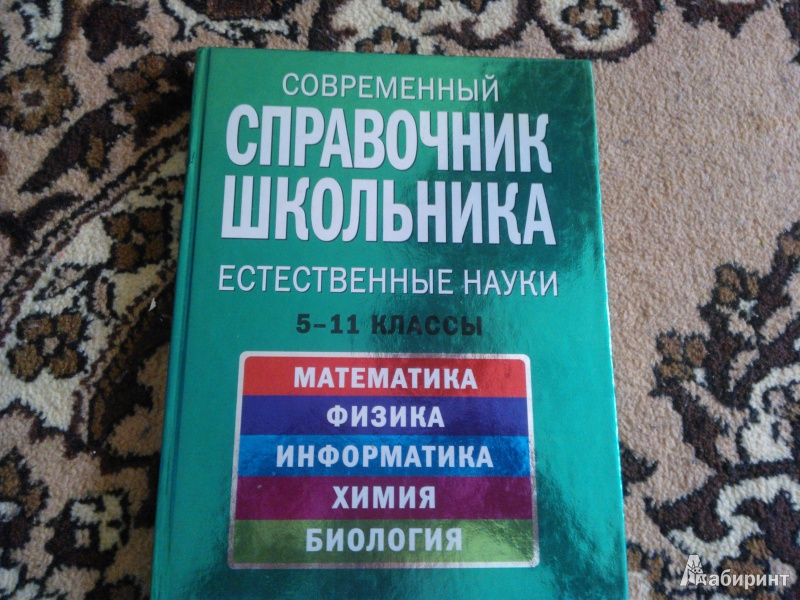 СОВРЕМЕННЫЙ
СПРАВОЧНИК
ШКОЛЬНИКА
ЕСТЕСТВЕННЫЕ НАУКИ
5-11 КЛАССЫ
МАТЕМАТИКА
ФИЗИКА
ИНФОРМАТИКА
ХИМИЯ
БИОЛОГИЯ
Лабиринт